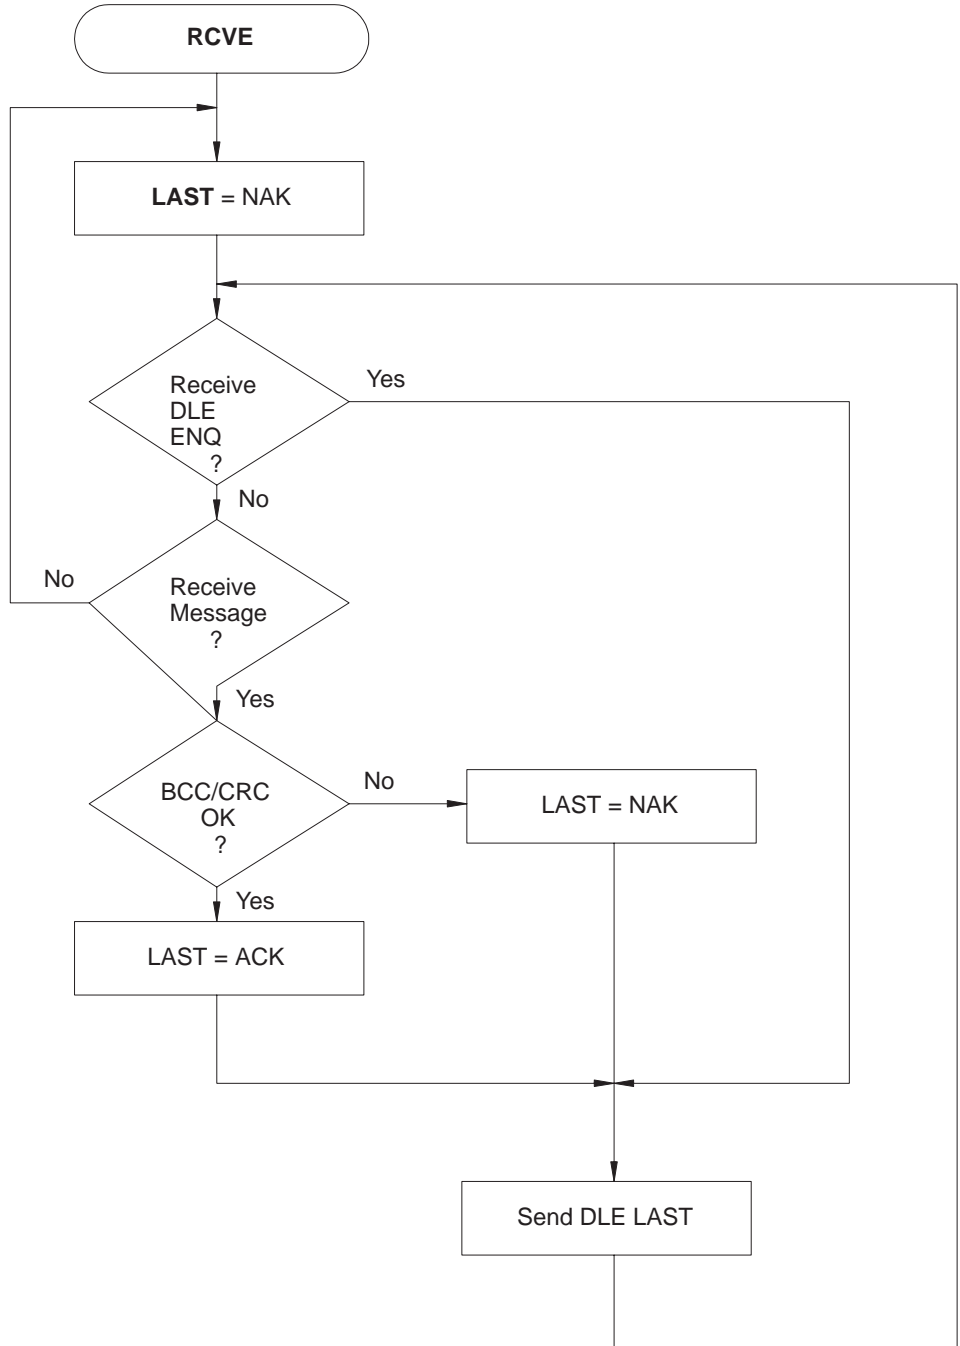 RCVE
LAST = NAK
Receive
DLE
ENQ
?
Yes
No
Receive
Message
?
No
Yes
BCC/CRC
OK
?
No
LAST = NAK
Yes
LAST = ACK
Send DLE LAST